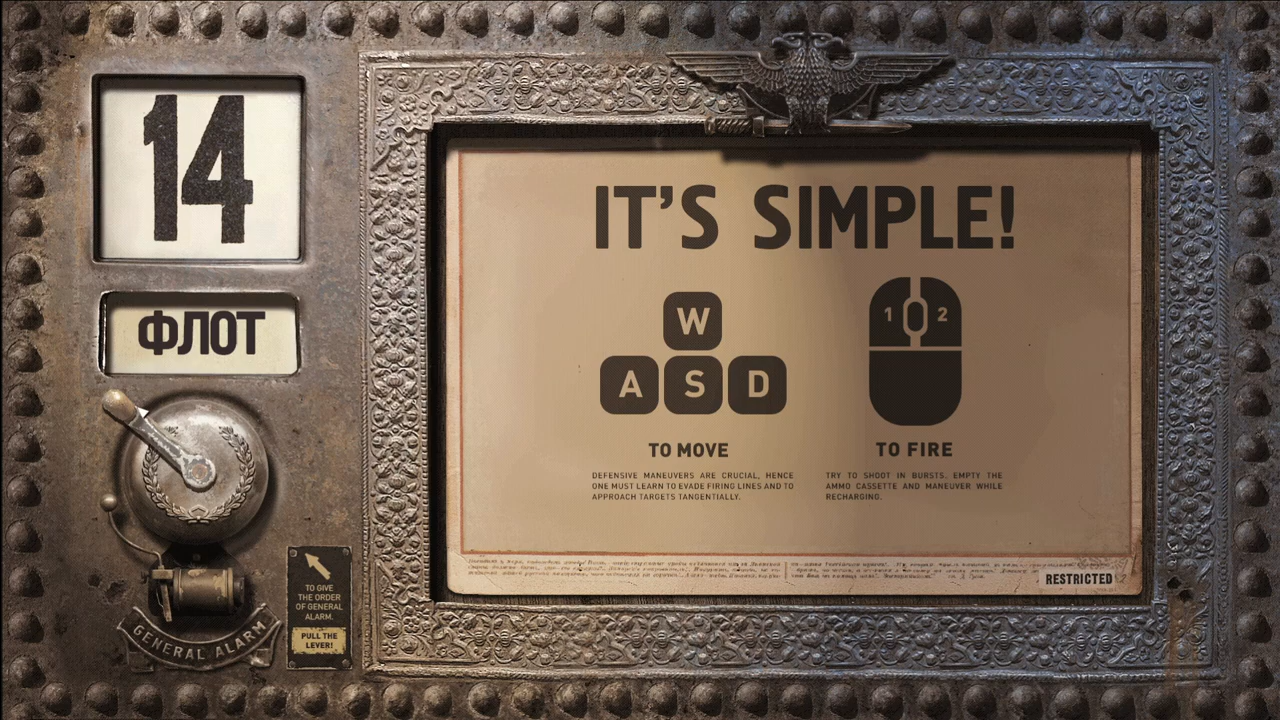 14
ФЛОТ
GENERAL ALARM
TO GIVE
THE ORDER
OF GENERAL
ALARM.
PULL THE
LEVER!
IT'S SIMPLE!
W
A S D
1 2
TO MOVE
DEFENSIVE MANEUVERS ARE CRUCIAL, HENCE
ONE MUST LEARN TO EVADE FIRING LINES AND TO
APPROACH TARGETS TANGENTIALLY.
TO FIRE
TRY TO SHOOT IN BURSTS. EMPTY THE
AMMO CASSETTE AND MANEUVER WHILE
RECHARGING.
RESTRICTED